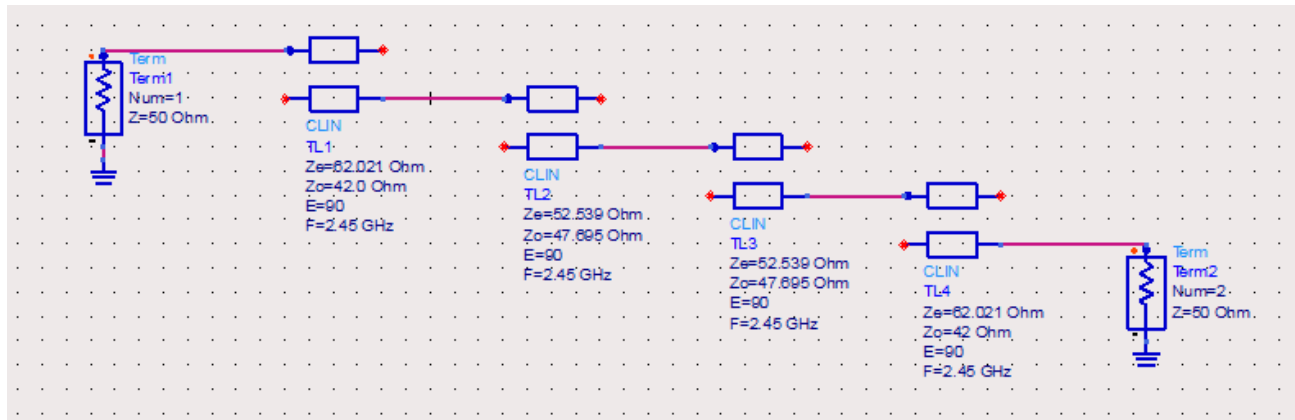 Term
Term1
Num=1
Z=50 Ohm
CLIN
TL1
Ze=62.021 Ohm
Zo=42.0 Ohm
E=90
F=2.45 GHz
CLIN
TL2
Ze=52.539 Ohm
Zo=47.695 Ohm
E=90
F=2.45 GHz
CLIN
TL3
Ze=52.539 Ohm
Zo=47.695 Ohm
E=90
F=2.45 GHz
CLIN
TL4
Ze=62.021 Ohm
Zo=42 Ohm
E=90
F=2.45 GHz
Term
Term2
Num=2
Z=50 Ohm